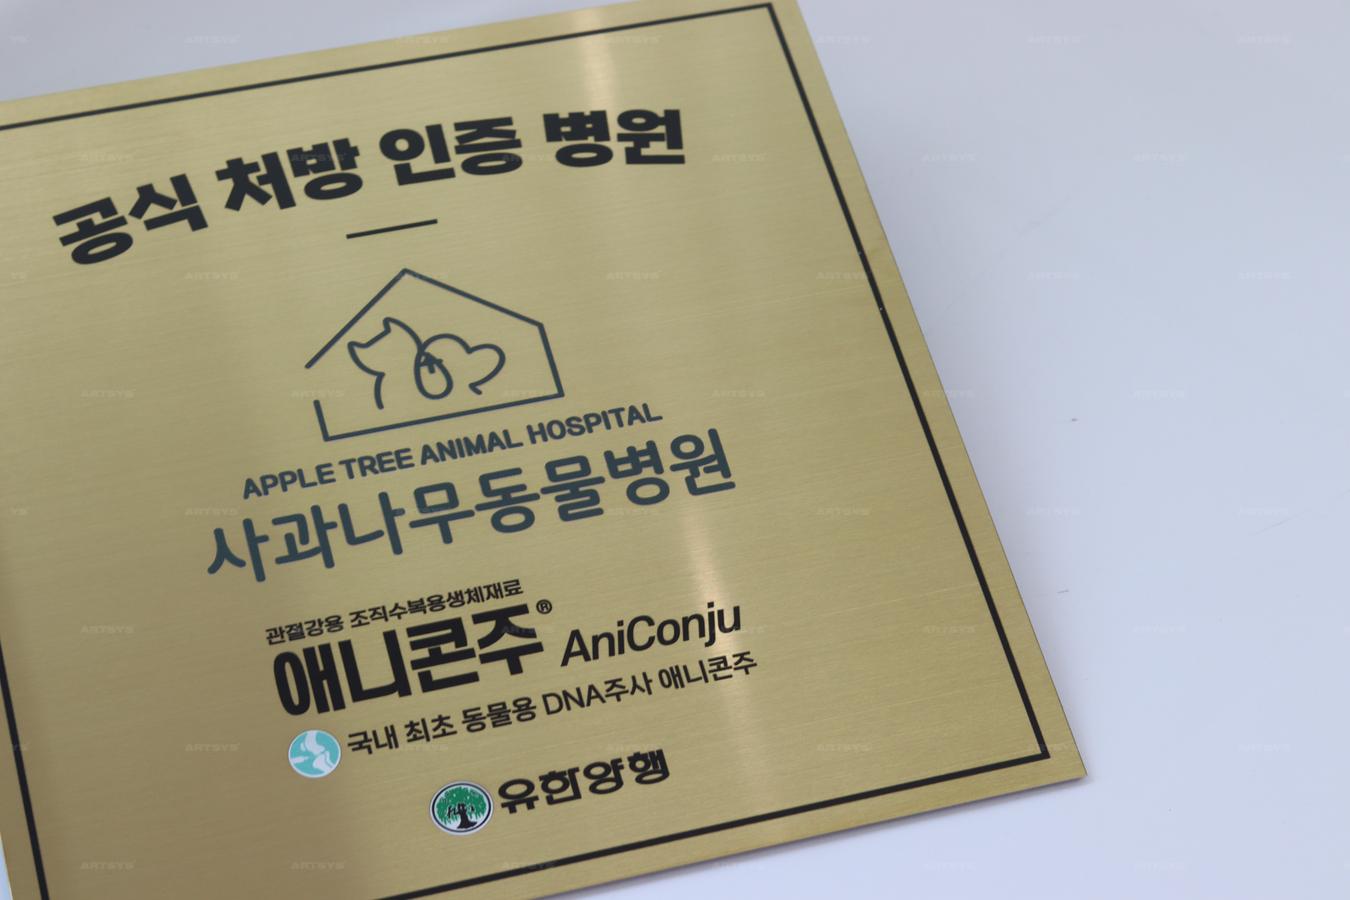 공식 처방 인증 병원
APPLE TREE ANIMAL HOSPITAL
사과나무동물병원
관절강용 조직수복용생체재료
애니콘주® AniConju
국내 최초 동물용 DNA주사 애니콘주
유한양행
ARTSYS